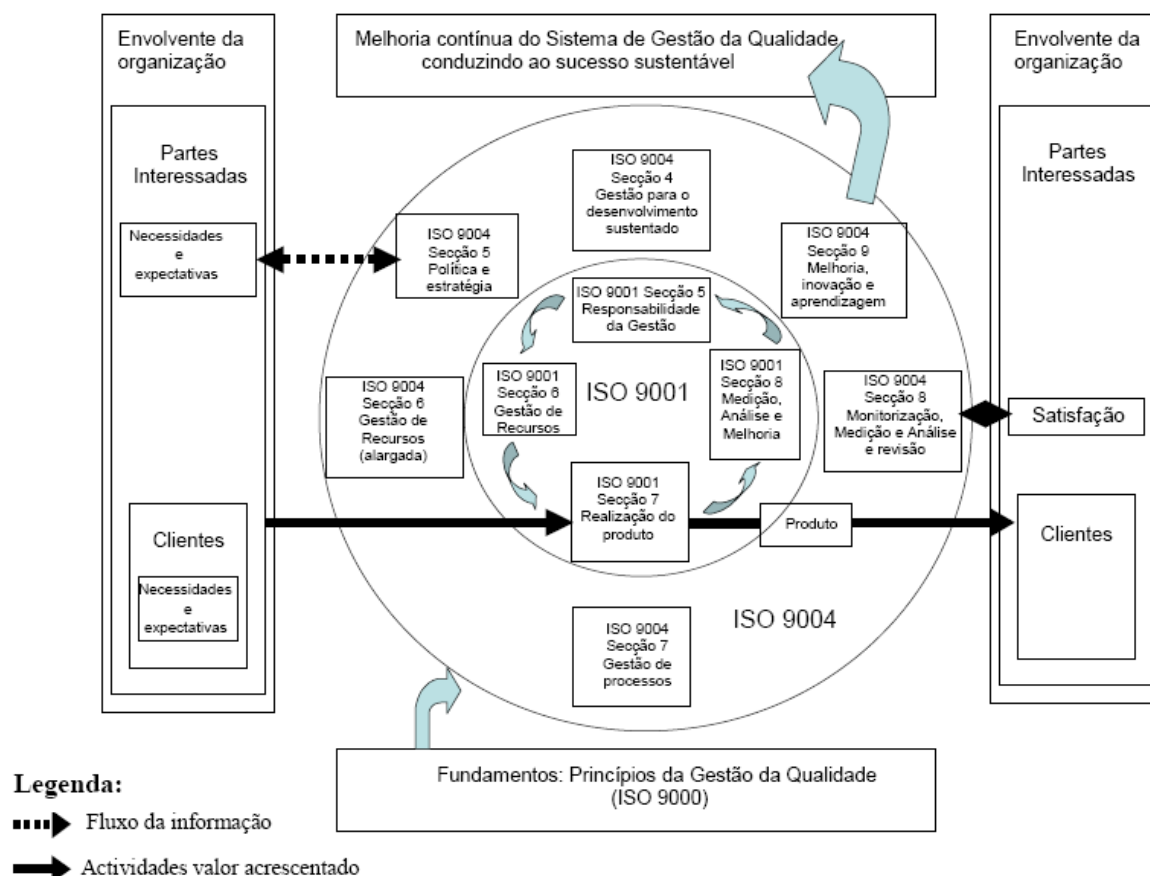 Envolvente da
organização
Partes
Interessadas
Necessidades
e
expectativas
Clientes
Necessidades
e
expectativas
Melhoria contínua do Sistema de Gestão da Qualidade
conduzindo ao sucesso sustentável
ISO 9004
Secção 4
Gestão para o
desenvolvimento
sustentado
ISO 9004
Secção 5
Política e
estratégia
ISO 9004
Secção 9
Melhoria,
inovação e
aprendizagem
ISO 9001 Secção 5
Responsabilidade
da Gestão
ISO 9004
Secção 6
Gestão de
Recursos
(alargada)
ISO 9001
Secção 6
Gestão de
Recursos
ISO 9001
ISO 9001
Secção 8
Medição,
Análise e
Melhoria
ISO 9004
Secção 8
Monitorização,
Medição e Análise
e revisão
ISO 9001
Secção 7
Realização do
produto
Produto
ISO 9004
ISO 9004
Secção 7
Gestão de
processos
Envolvente da
organização
Partes
Interessadas
Satisfação
Clientes
Fundamentos: Princípios da Gestão da Qualidade
(ISO 9000)
Legenda:
Fluxo da informação
Actividades valor acrescentado